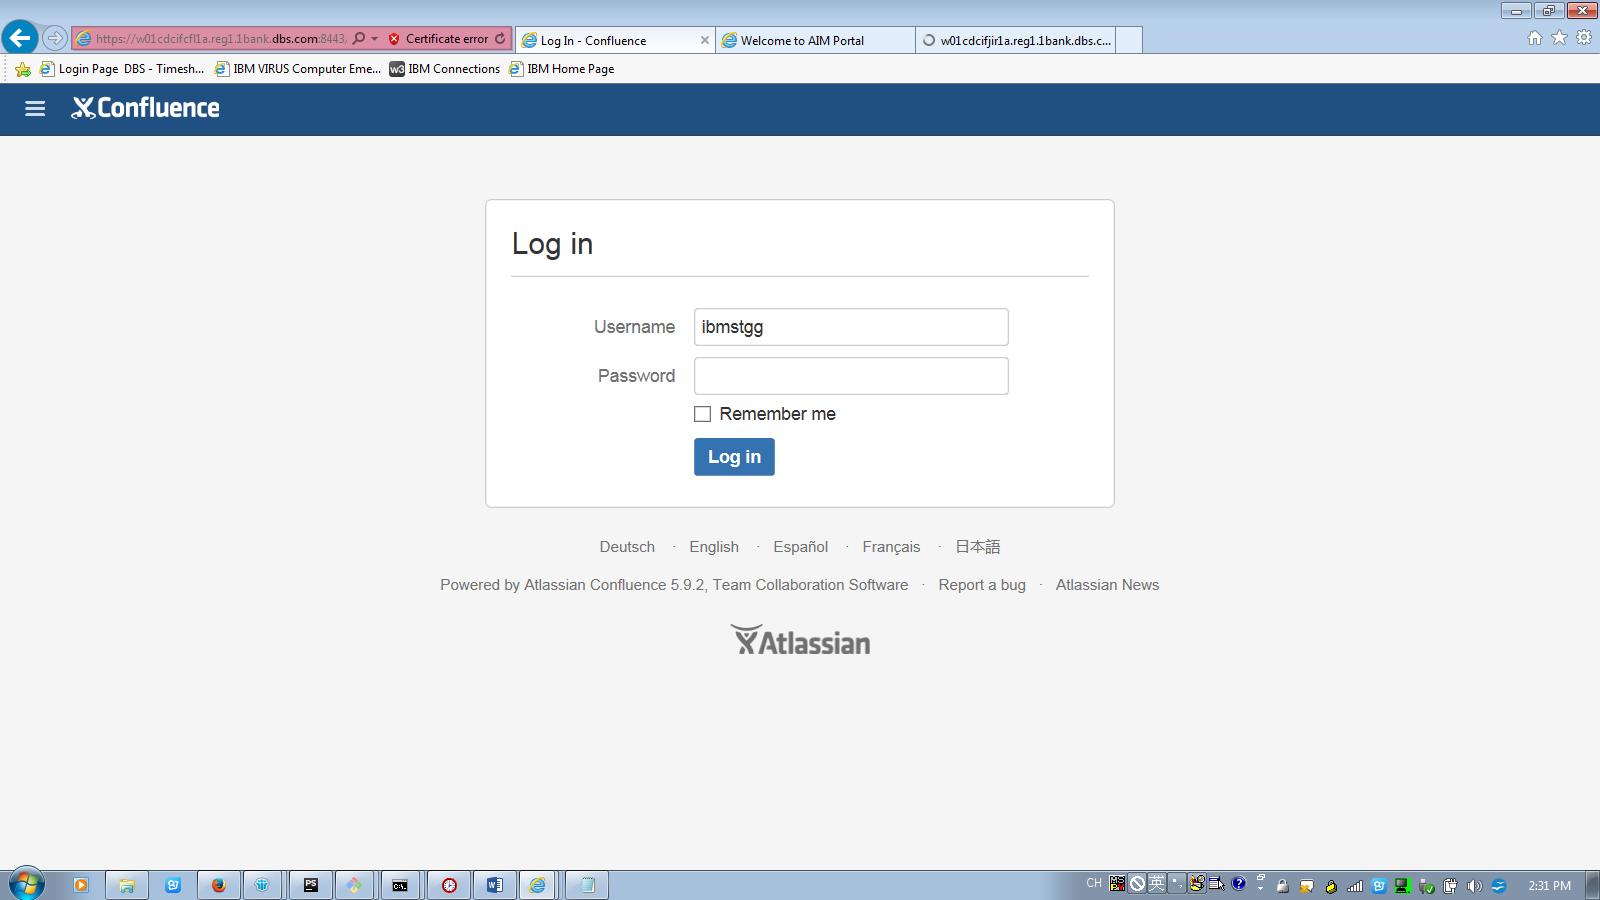 https://w01cdcifcfl1a.reg1.1bank.dbs.com:8443, Certificate error Log In - Confluence Welcome to AIM Portal w01cdcifjir1a.reg1.1bank.dbs.c...
Login Page DBS - Timesh... IBM VIRUS Computer Eme... w3 IBM Connections IBM Home Page
Confluence
Log in
Username ibmstgg
Password
Remember me
Log in
Deutsch · English · Español · Français · 日本語
Powered by Atlassian Confluence 5.9.2, Team Collaboration Software · Report a bug · Atlassian News
Atlassian
PS CH 英 2:31 PM